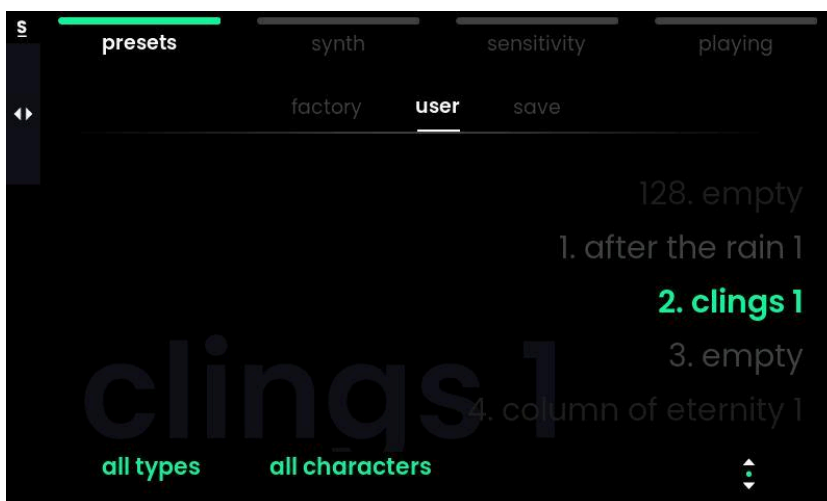 S
presets synth sensitivity playing
factory user save
128. empty
1. after the rain 1
2. clings 1
3. empty
clings 1
4. column of eternity 1
all types all characters